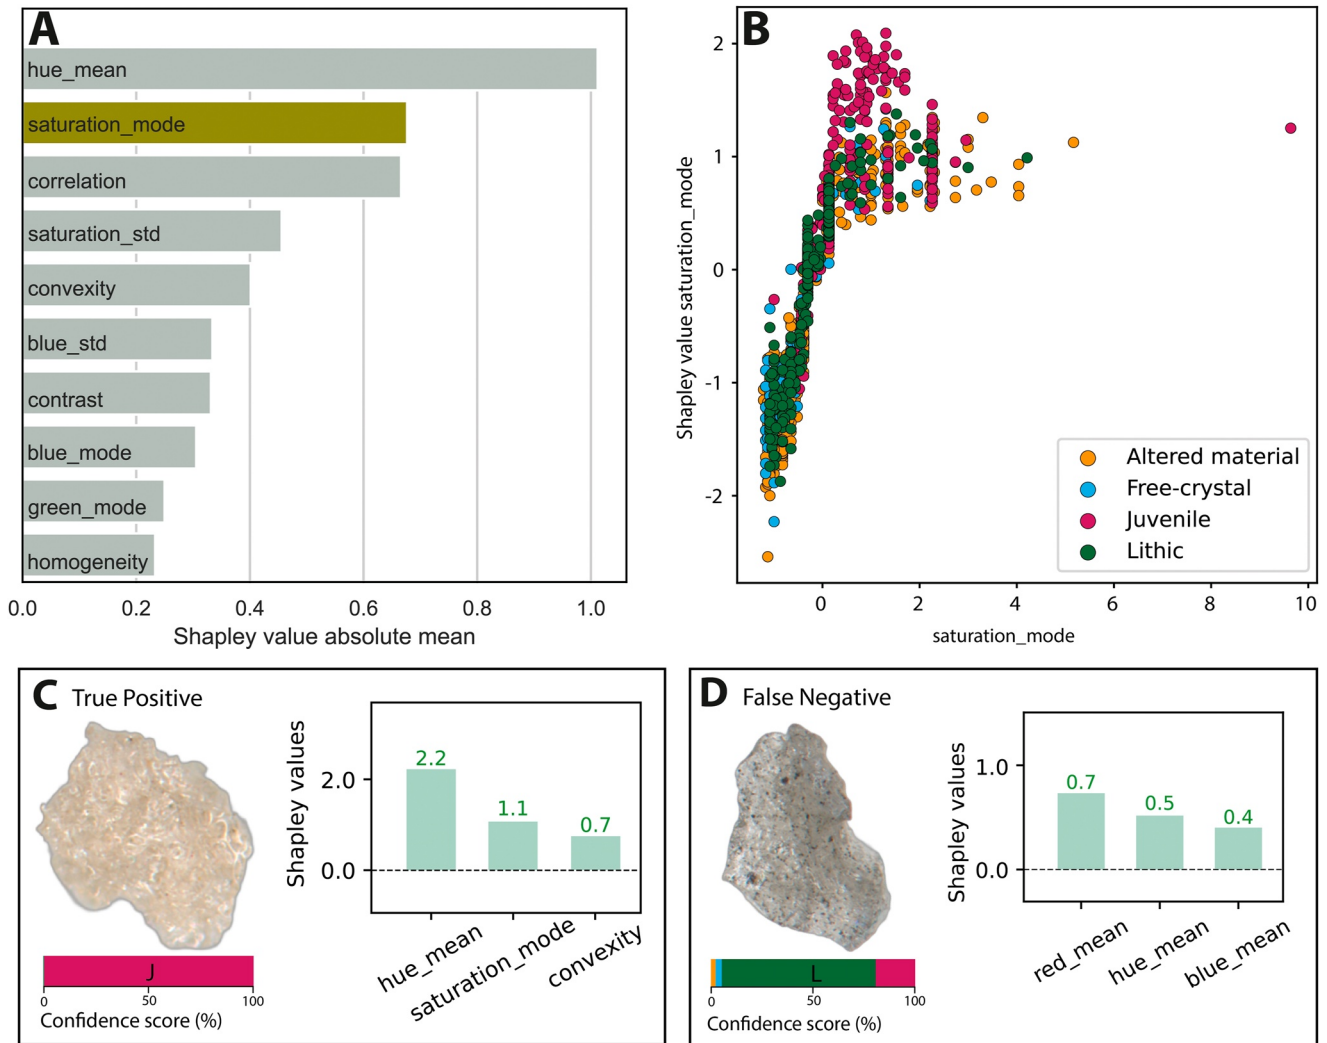 A
hue_mean
saturation_mode
correlation
saturation_std
convexity
blue_std
contrast
blue_mode
green_mode
homogeneity
0.0 0.2 0.4 0.6 0.8 1.0
Shapley value absolute mean
B
Shapley value saturation_mode
2
1
0
-1
-2
Altered material
Free-crystal
Juvenile
Lithic
0 2 4 6 8 10
saturation_mode
C True Positive
Shapley values
2.0
0.0
2.2
1.1
0.7
hue_mean
saturation_mode
convexity
J
0 50 100
Confidence score (%)
D False Negative
Shapley values
1.0
0.0
0.7
0.5
0.4
red_mean
hue_mean
blue_mean
L
0 50 100
Confidence score (%)